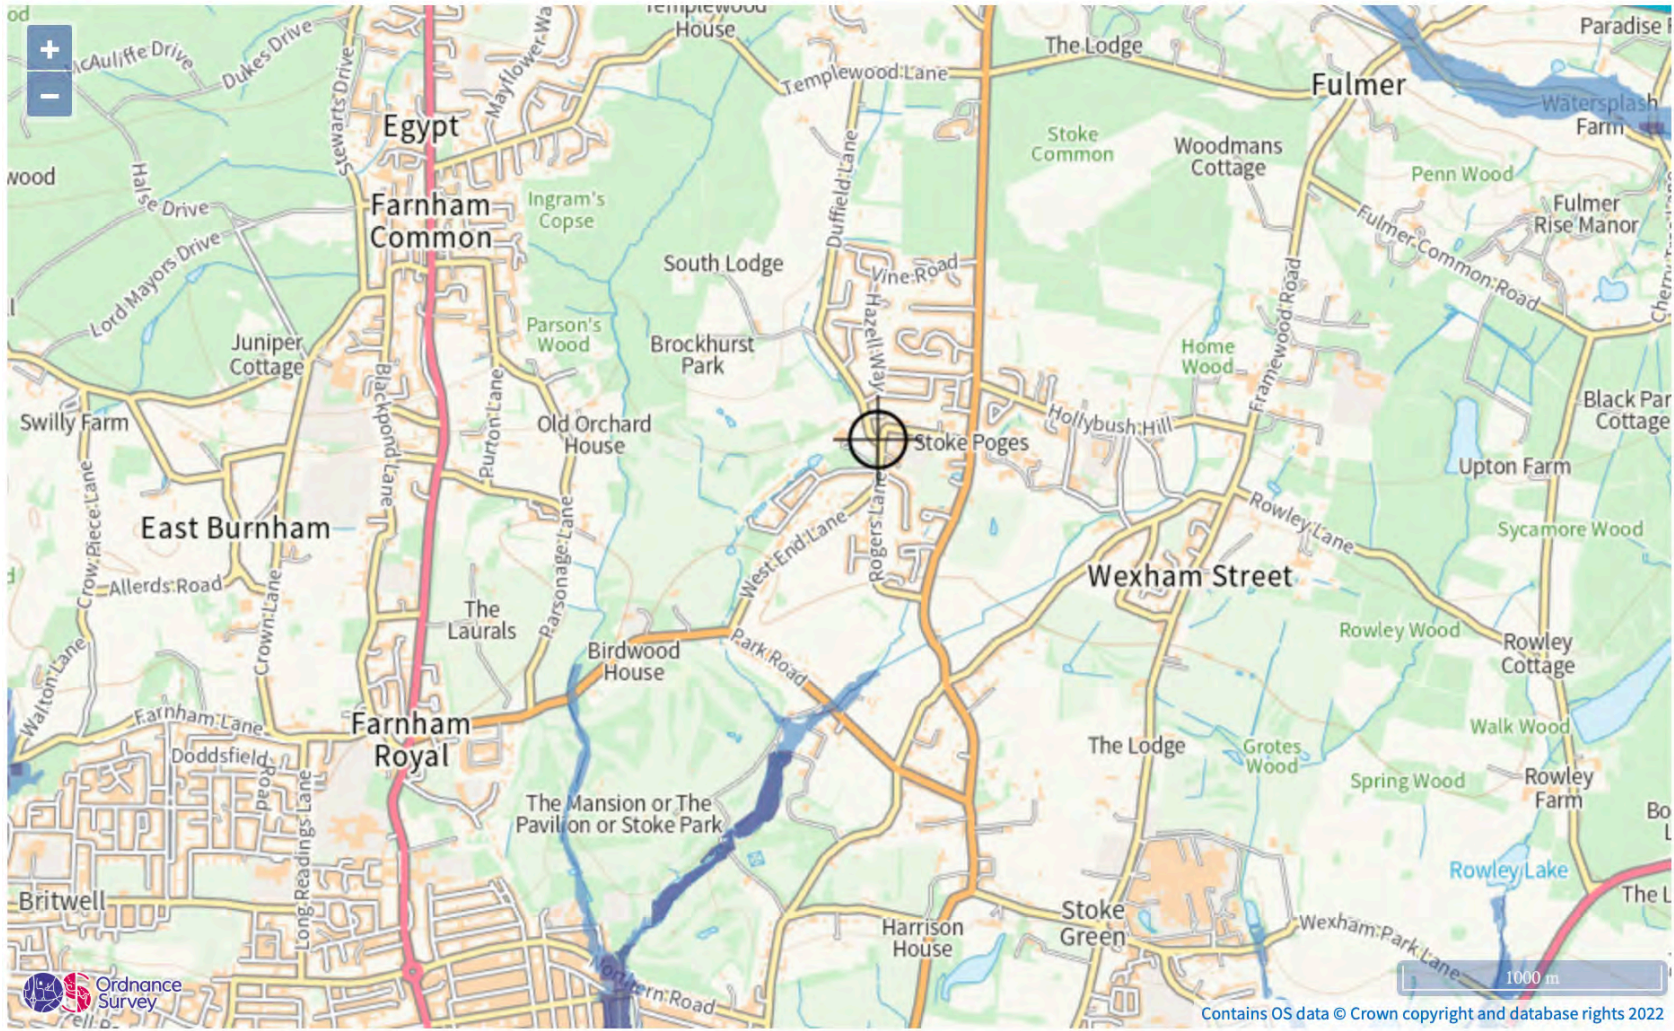 Templewood
House
Paradise
The Lodge
McAuliffe Drive
Dukes Drive
Mayflower Wa
Templewood Lane
Fulmer
Stewarts Drive
Watersplash
Farm
Egypt
Stoke
Common
Woodmans
Cottage
Duffield Lane
Penn Wood
wood
Halse Drive
Farnham
Common
Ingram's
Copse
Fulmer
Rise Manor
Fulmer Common Road
Lord Mayors Drive
South Lodge
Vine Road
Framewood Road
Hazell Way
Juniper
Cottage
Parson's
Wood
Brockhurst
Park
Home
Wood
Blackpond Lane
Purton Lane
Swilly Farm
Old Orchard
House
Hollybush Hill
Black Par
Cottage
Stoke Poges
Upton Farm
Crow Piece Lane
East Burnham
Parsonage Lane
West End Lane
Rogers Lane
Rowley Lane
Sycamore Wood
Allerds Road
Crown Lane
The
Laurals
Wexham Street
Rowley Wood
Walton Lane
Birdwood
House
Park Road
Rowley
Cottage
Farnham Lane
Farnham
Royal
Walk Wood
Doddsfield
Road
The Lodge
Grotes
Wood
Spring Wood
Rowley
Farm
Long Readings Lane
The Mansion or The
Pavilion or Stoke Park
Bo
L
Rowley Lake
Britwell
The L
Stoke
Green
Harrison
House
Wexham Park Lane
Northern Road
Ordnance
Survey
1000 m
Contains OS data © Crown copyright and database rights 2022